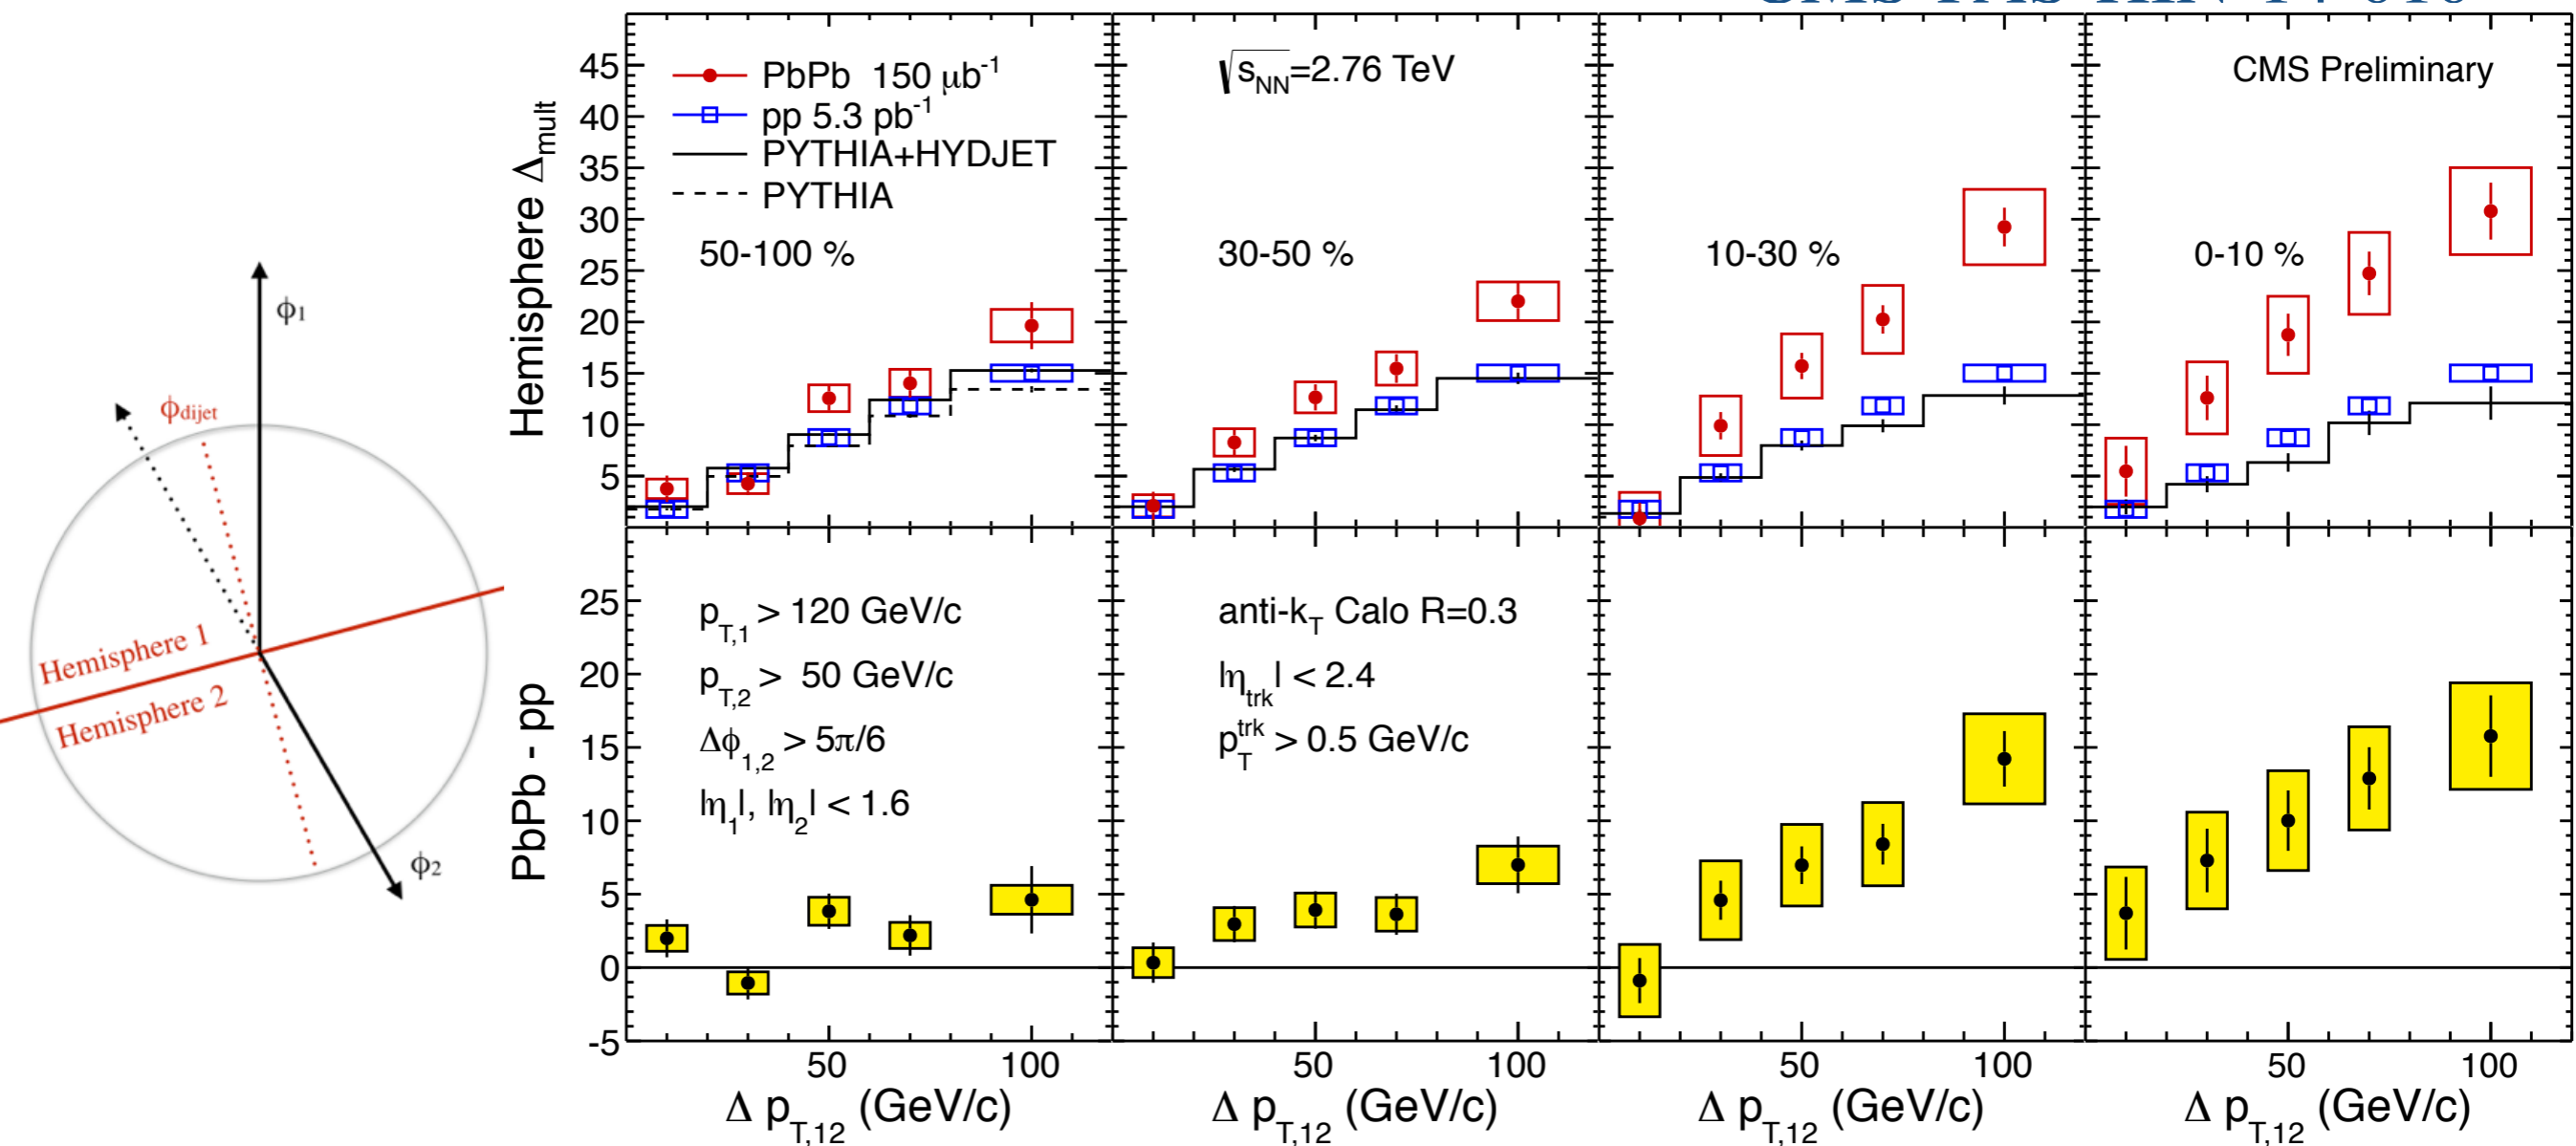 PbPb 150 μb-1
pp 5.3 pb-1
PYTHIA+HYDJET
PYTHIA
50-100 %
√sNN=2.76 TeV
30-50 %
10-30 %
CMS Preliminary
0-10 %
Hemisphere Δmult
45
40
35
30
25
20
15
10
5
ϕ1
ϕdijet
Hemisphere 1
Hemisphere 2
ϕ2
pT,1 > 120 GeV/c
pT,2 > 50 GeV/c
Δϕ1,2 > 5π/6
|η1|, |η2| < 1.6
anti-kT Calo R=0.3
|ηtrk| < 2.4
pTtrk > 0.5 GeV/c
PbPb - pp
25
20
15
10
5
0
-5
50 100
50 100
50 100
50 100
Δ pT,12 (GeV/c)
Δ pT,12 (GeV/c)
Δ pT,12 (GeV/c)
Δ pT,12 (GeV/c)